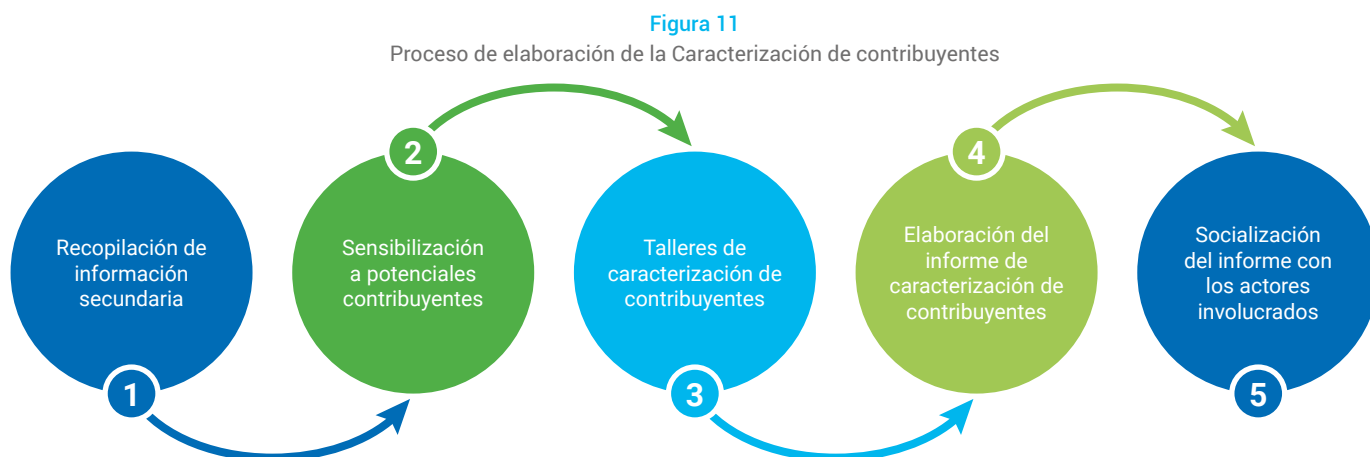 Figura 11
Proceso de elaboración de la Caracterización de contribuyentes
1
Recopilación de
información
secundaria
2
Sensibilización
a potenciales
contribuyentes
3
Talleres de
caracterización de
contribuyentes
4
Elaboración del
informe de
caracterización de
contribuyentes
5
Socialización
del informe con
los actores
involucrados